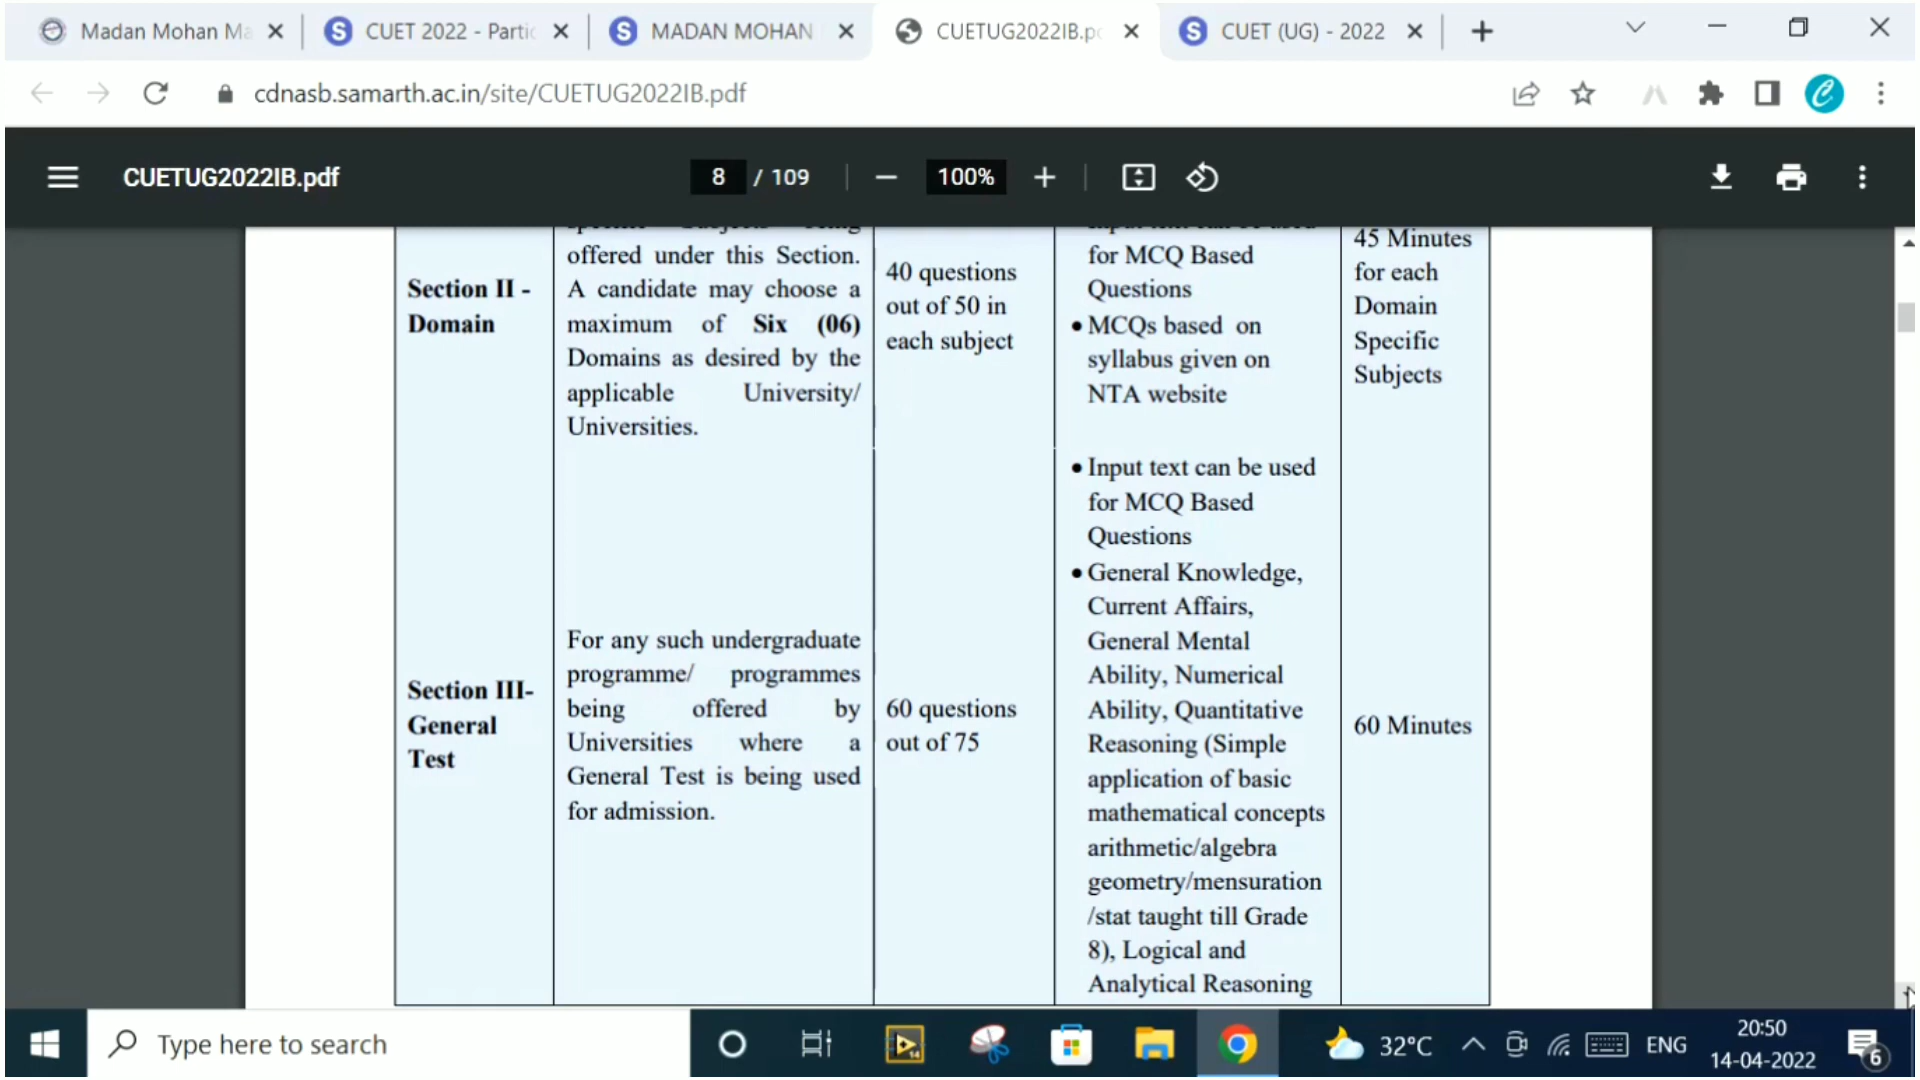 Madan Mohan Ma
CUET 2022 - Partic
MADAN MOHAN
CUETUG2022IB.p
CUET (UG) - 2022
cdnasb.samarth.ac.in/site/CUETUG2022IB.pdf
CUETUG2022IB.pdf
8 / 109
100%
Section II -
Domain
offered under this Section.
A candidate may choose a
maximum of Six (06)
Domains as desired by the
applicable University/
Universities.
40 questions
out of 50 in
each subject
for MCQ Based
Questions
• MCQs based on
syllabus given on
NTA website
45 Minutes
for each
Domain
Specific
Subjects
Section III-
General
Test
For any such undergraduate
programme/ programmes
being offered by
Universities where a
General Test is being used
for admission.
60 questions
out of 75
• Input text can be used
for MCQ Based
Questions
• General Knowledge,
Current Affairs,
General Mental
Ability, Numerical
Ability, Quantitative
Reasoning (Simple
application of basic
mathematical concepts
arithmetic/algebra
geometry/mensuration
/stat taught till Grade
8), Logical and
Analytical Reasoning
60 Minutes
Type here to search
32°C
ENG
20:50
14-04-2022
6